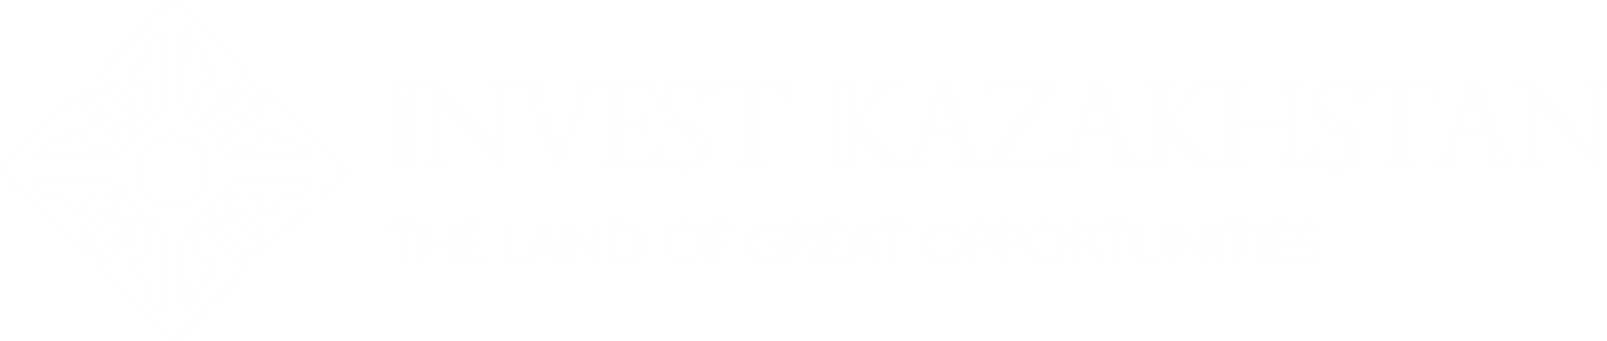 INVEST KAZAKHSTAN
THE LAND OF GREAT OPPORTUNITIES